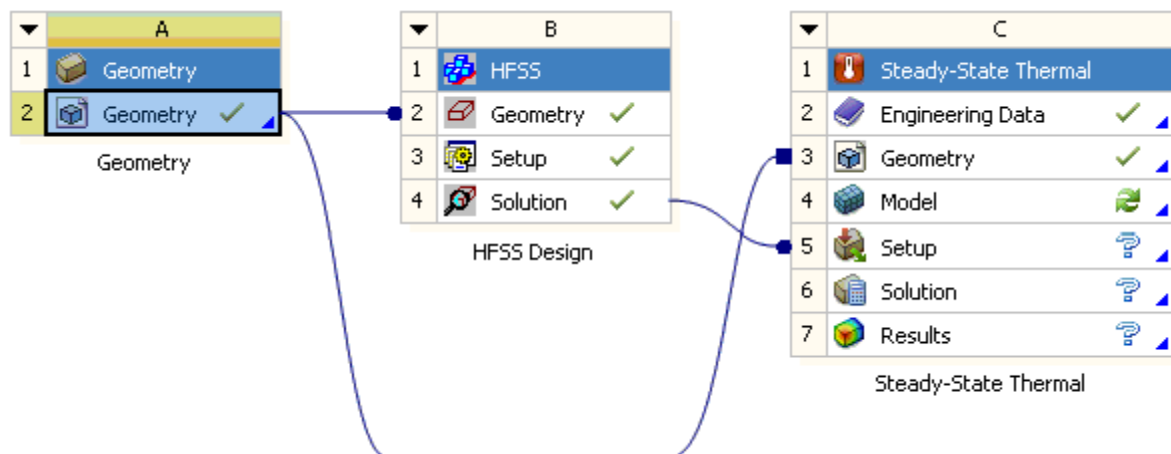 A
1 Geometry
2 Geometry
Geometry
B
1 HFSS
2 Geometry
3 Setup
4 Solution
HFSS Design
C
1 Steady-State Thermal
2 Engineering Data
3 Geometry
4 Model
5 Setup
6 Solution
7 Results
Steady-State Thermal